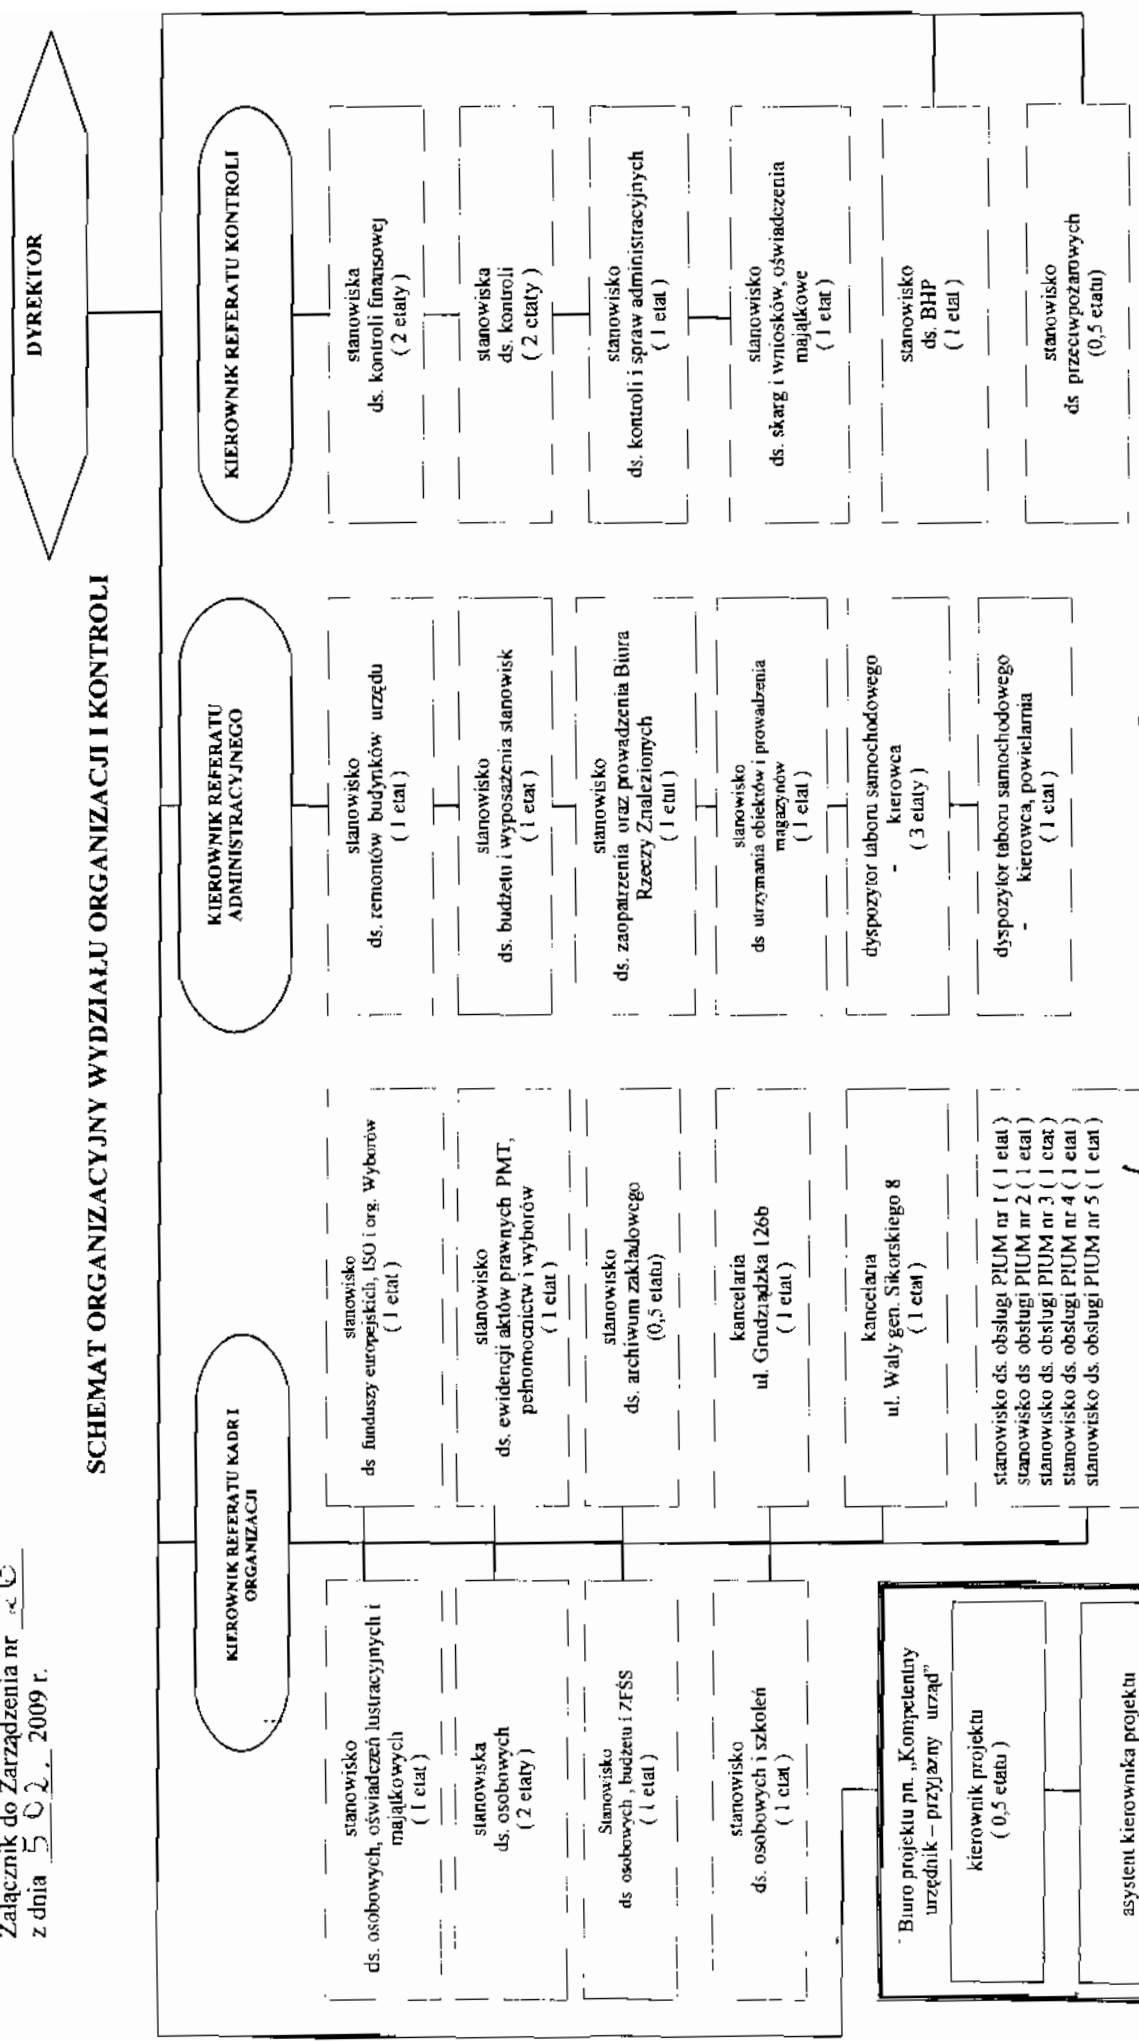 Załącznik do Zarządzenia nr
z dnia 5 02. 2009 r.
SCHEMAT ORGANIZACYJNY WYDZIAŁU ORGANIZACJI I KONTROLI
DYREKTOR
KIEROWNIK REFERATU KADR I
ORGANIZACJI
stanowisko
ds. osobowych, oświadczeń lustracyjnych i
majątkowych
( 1 etat )
stanowiska
ds. osobowych
( 2 etaty )
Stanowisko
ds osobowych , budżetu i ZFŚS
( 1 etat )
stanowisko
ds. osobowych i szkoleń
( 1 etat )
stanowisko
ds funduszy europejskich, ISO i org. Wyborów
( 1 etat )
stanowisko
ds. ewidencji aktów prawnych PMT,
pełnomocnictw i wyborów
( 1 etat )
stanowisko
ds. archiwum zakładowego
(0,5 etatu)
kancelaria
ul. Grudziądzka 126b
( 1 etat )
kancelaria
ul. Wały gen. Sikorskiego 8
( 1 etat )
stanowisko ds. obsługi PIUM nr 1 ( 1 etat )
stanowisko ds obsługi PIUM nr 2 ( 1 etat )
stanowisko ds. obsługi PIUM nr 3 ( 1 etat )
stanowisko ds. obsługi PIUM nr 4 ( 1 etat )
stanowisko ds. obsługi PIUM nr 5 ( 1 etat )
Biuro projektu pn. „Kompetentny
urzędnik – przyjazny urząd”
kierownik projektu
( 0,5 etatu )
asystent kierownika projektu
KIEROWNIK REFERATU
ADMINISTRACYJNEGO
stanowisko
ds. remontów budynków urzędu
( 1 etat )
stanowisko
ds. budżetu i wyposażenia stanowisk
( 1 etat )
stanowisko
ds. zaopatrzenia oraz prowadzenia Biura
Rzeczy Znalezionych
( 1 etat )
stanowisko
ds utrzymania obiektów i prowadzenia
magazynów
( 1 etat )
dyspozytor taboru samochodowego
- kierowca
( 3 etaty )
dyspozytor taboru samochodowego
- kierowca, powielarnia
( 1 etat )
KIEROWNIK REFERATU KONTROLI
stanowiska
ds. kontroli finansowej
( 2 etaty )
stanowiska
ds. kontroli
( 2 etaty )
stanowisko
ds. kontroli i spraw administracyjnych
( 1 etat )
stanowisko
ds. skarg i wniosków, oświadczenia
majątkowe
( 1 etat )
stanowisko
ds. BHP
( 1 etat )
stanowisko
ds przeciwpożarowych
(0,5 etatu)